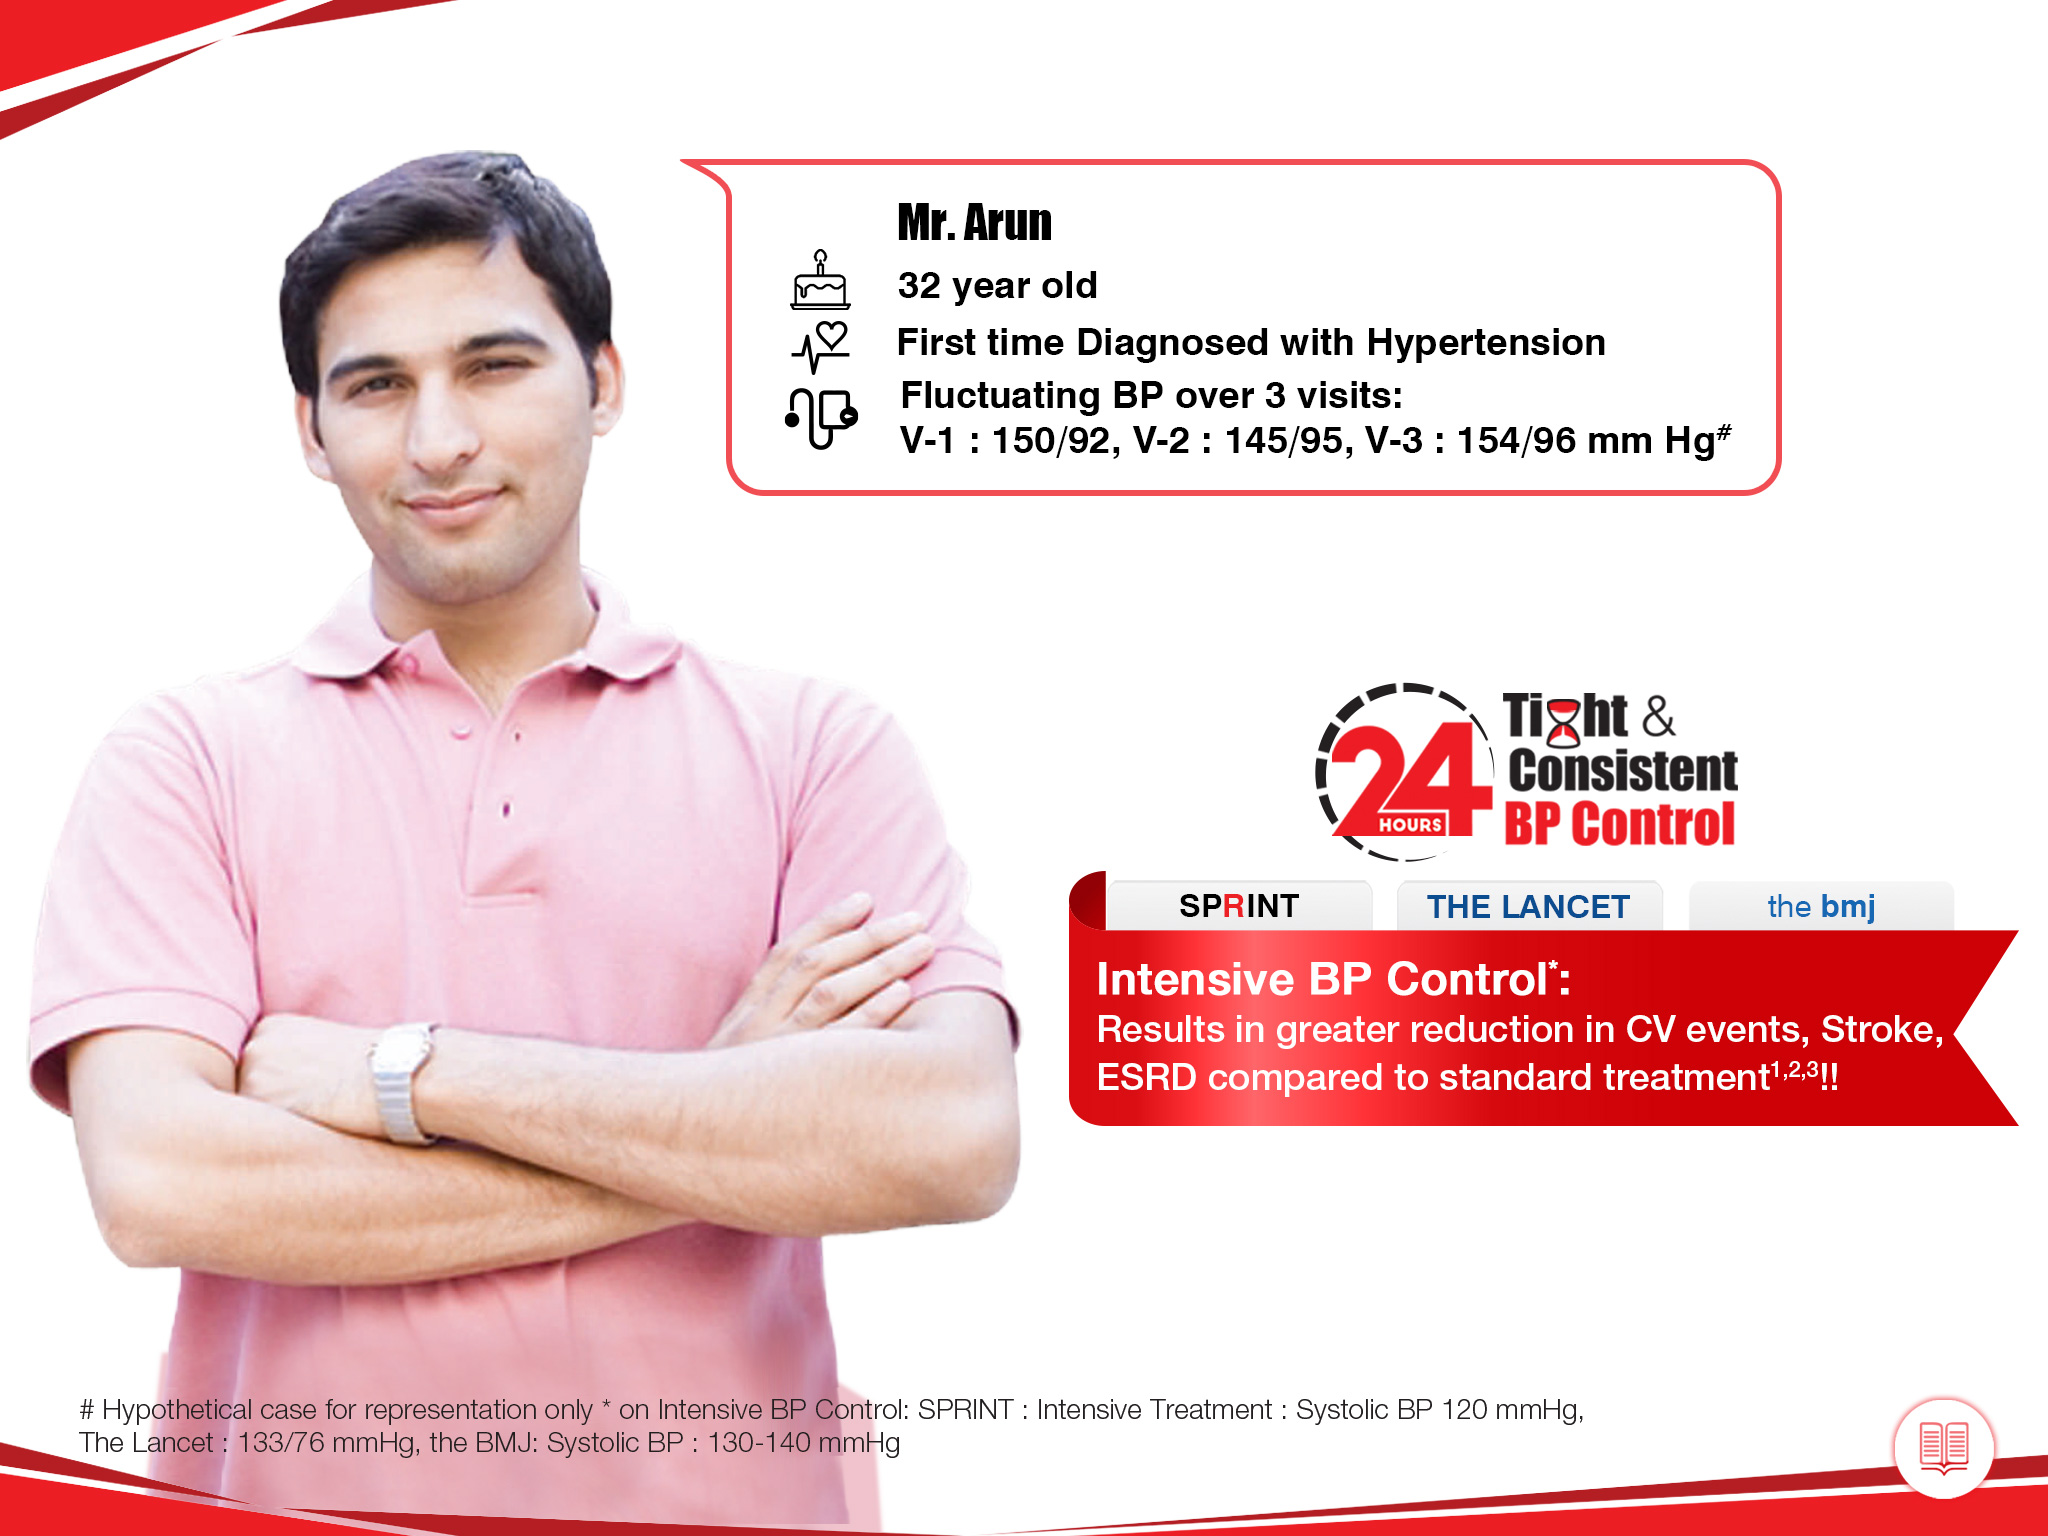 Mr. Arun
32 year old
First time Diagnosed with Hypertension
Fluctuating BP over 3 visits:
V-1 : 150/92, V-2 : 145/95, V-3 : 154/96 mm Hg#
24
HOURS
Tight &
Consistent
BP Control
SPRINT THE LANCET the bmj
Intensive BP Control*:
Results in greater reduction in CV events, Stroke,
ESRD compared to standard treatment1,2,3!!
# Hypothetical case for representation only * on Intensive BP Control: SPRINT : Intensive Treatment : Systolic BP 120 mmHg,
The Lancet : 133/76 mmHg, the BMJ: Systolic BP : 130-140 mmHg